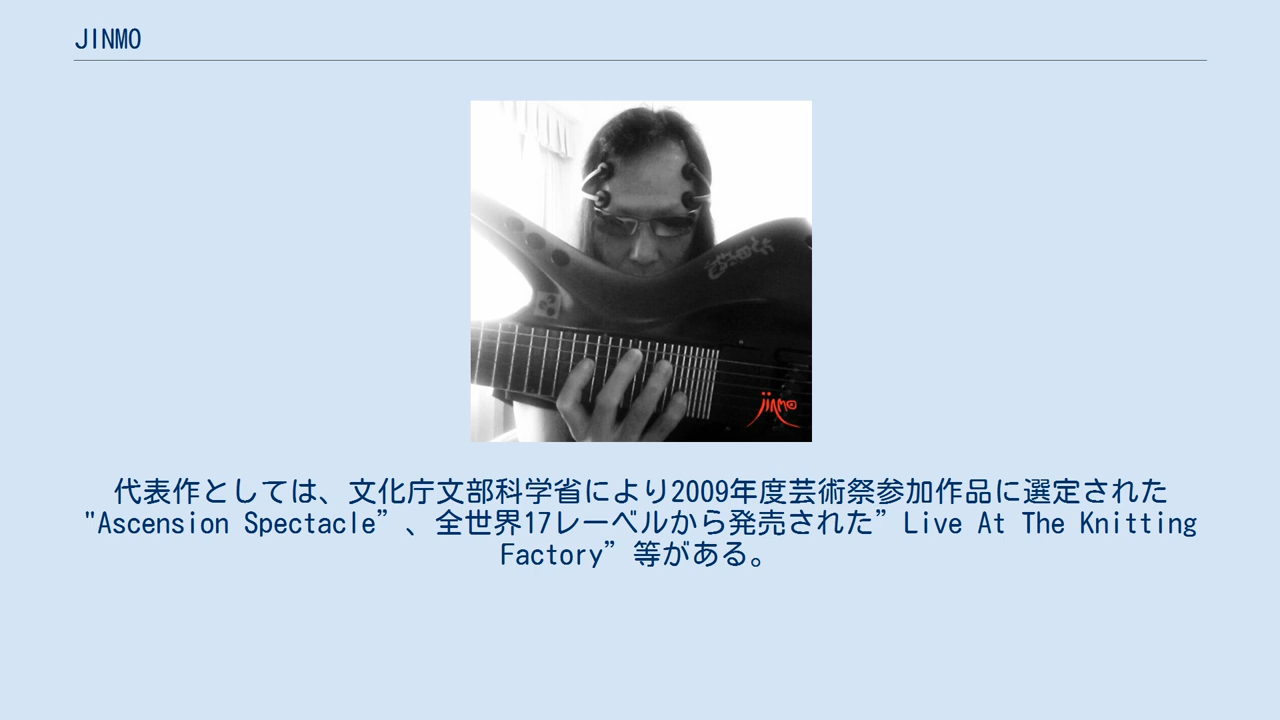 JINMO
jinmo
代表作としては、文化庁文部科学省により2009年度芸術祭参加作品に選定された
"Ascension Spectacle”、全世界17レーベルから発売された”Live At The Knitting
Factory”等がある。